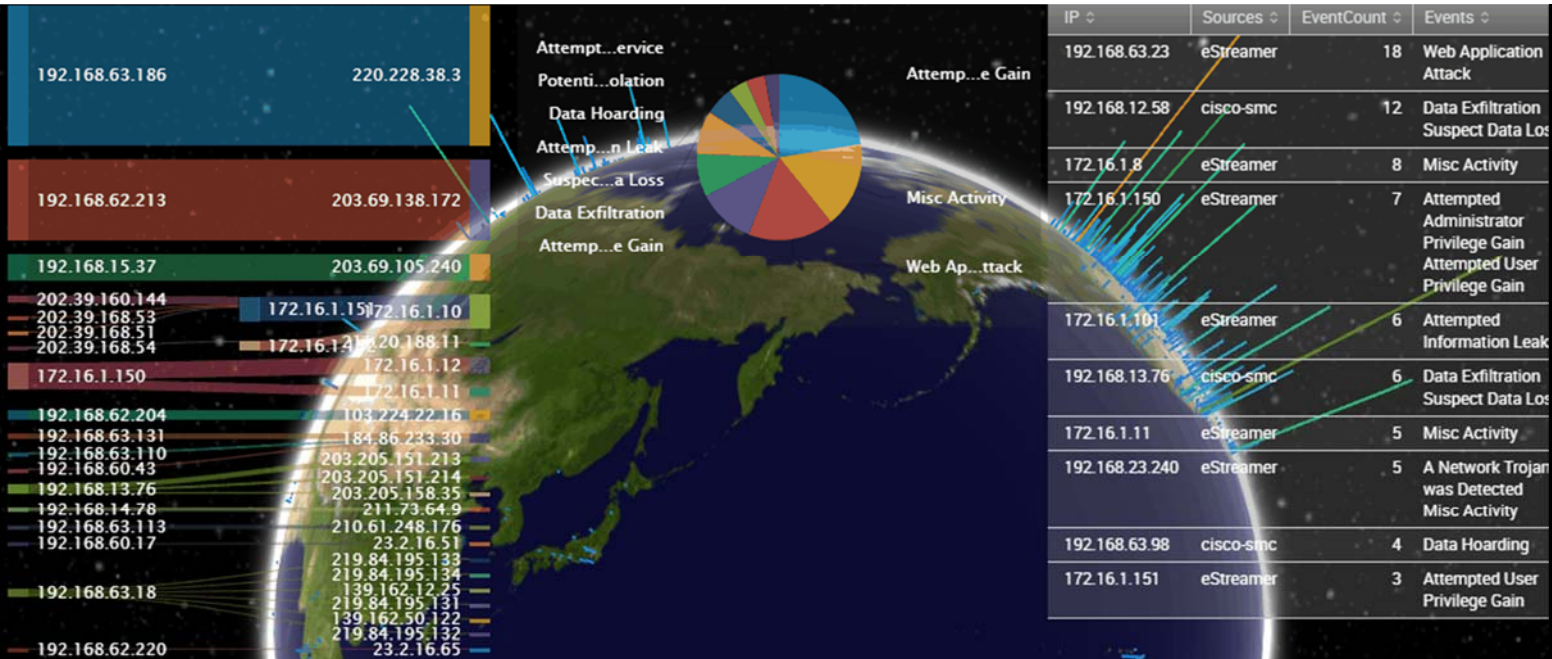 192.168.63.186 220.228.38.3
192.168.62.213 203.69.138.172
192.168.15.37 203.69.105.240
202.39.160.144
172.16.1.151 172.16.1.10
202.39.168.53
202.39.168.51
202.39.168.54
20.188.11
172.16.1.12
172.16.1.150
172.16.1.11
192.168.62.204 103.224.22.16
192.168.63.131 184.86.233.30
192.168.63.110
192.168.60.43 203.205.151.213
203.205.151.214
192.168.13.76 203.205.158.35
192.168.14.78 211.73.64.9
192.168.63.113 210.61.248.176
192.168.60.17 23.2.16.51
219.84.195.133
219.84.195.134
192.168.63.18 139.162.12.25
219.84.195.131
139.162.50.122
219.84.195.132
192.168.62.220 23.2.16.65
Attempt...ervice
Potenti...olation
Data Hoarding
Attemp...n Leak
Suspec...a Loss
Data Exfiltration
Attemp...e Gain
Attemp...e Gain
Misc Activity
Web Ap...ttack
IP Sources EventCount Events
192.168.63.23 eStreamer 18 Web Application
Attack
192.168.12.58 cisco-smc 12 Data Exfiltration
Suspect Data Los
172.16.1.8 eStreamer 8 Misc Activity
172.16.1.150 eStreamer 7 Attempted
Administrator
Privilege Gain
Attempted User
Privilege Gain
172.16.1.101 eStreamer 6 Attempted
Information Leak
192.168.13.76 cisco-smc 6 Data Exfiltration
Suspect Data Los
172.16.1.11 eStreamer 5 Misc Activity
192.168.23.240 eStreamer 5 A Network Trojan
was Detected
Misc Activity
192.168.63.98 cisco-smc 4 Data Hoarding
172.16.1.151 eStreamer 3 Attempted User
Privilege Gain